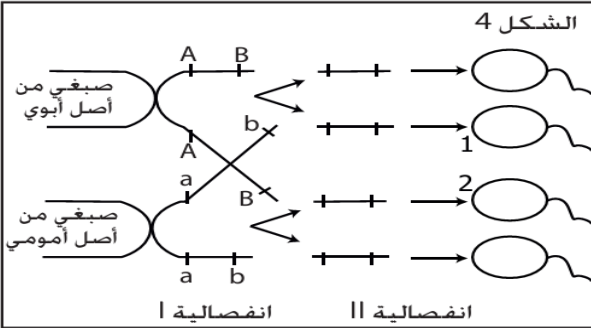 الشكل 4
A B
صبغي من
أصل أبوي
b
1
A
a
2
B
صبغي من
أصل أمومي
a b
انفصالية I
انفصالية II